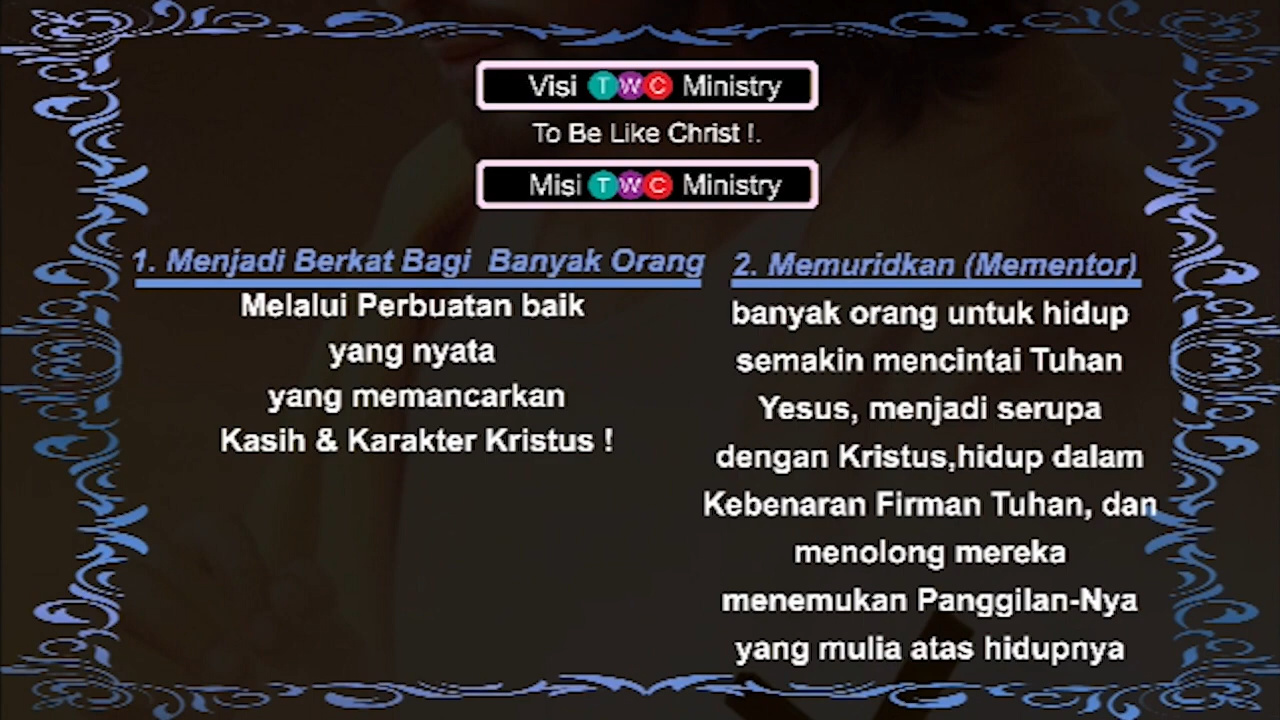 Visi TWC Ministry
To Be Like Christ !.
Misi TWC Ministry
1. Menjadi Berkat Bagi Banyak Orang
Melalui Perbuatan baik
yang nyata
yang memancarkan
Kasih & Karakter Kristus !
2. Memuridkan (Mementor)
banyak orang untuk hidup
semakin mencintai Tuhan
Yesus, menjadi serupa
dengan Kristus,hidup dalam
Kebenaran Firman Tuhan, dan
menolong mereka
menemukan Panggilan-Nya
yang mulia atas hidupnya